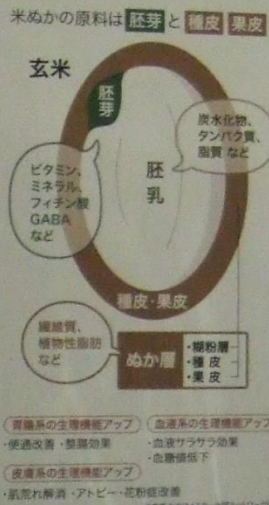 米ぬかの原料は 胚芽 と 種皮 果皮
玄米
胚芽
炭水化物、
タンパク質、
脂質 など
ビタミン、
ミネラル、
フィチン酸
GABA
など
胚乳
種皮・果皮
繊維質、
植物性脂肪
など
ぬか層
・糊粉層
・種 皮
・果 皮
胃腸系の生理機能アップ
・便通改善 ・整腸効果
血液系の生理機能アップ
・血液サラサラ効果
・血糖値低下
皮膚系の生理機能アップ
・肌荒れ解消 ・アトピー・花粉症改善